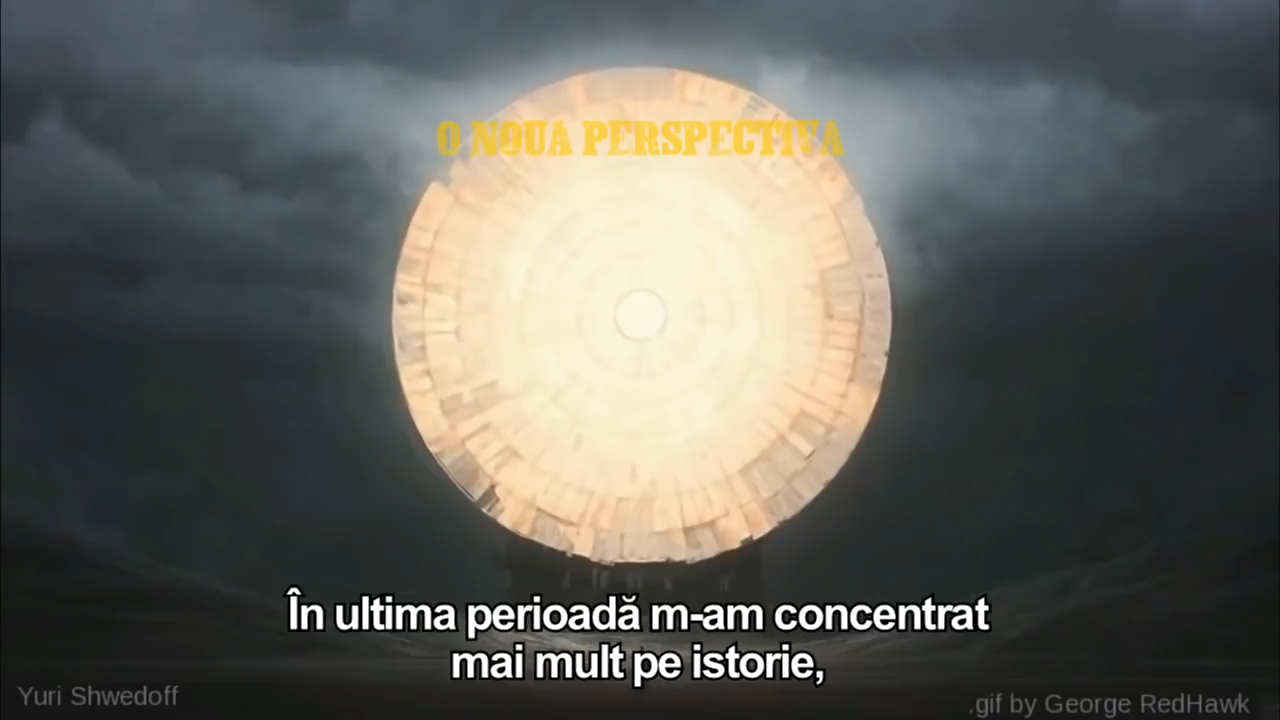 O NOUA PERSPECTIVA
În ultima perioadă m-am concentrat
mai mult pe istorie,
Yuri Shwedoff
.gif by George RedHawk